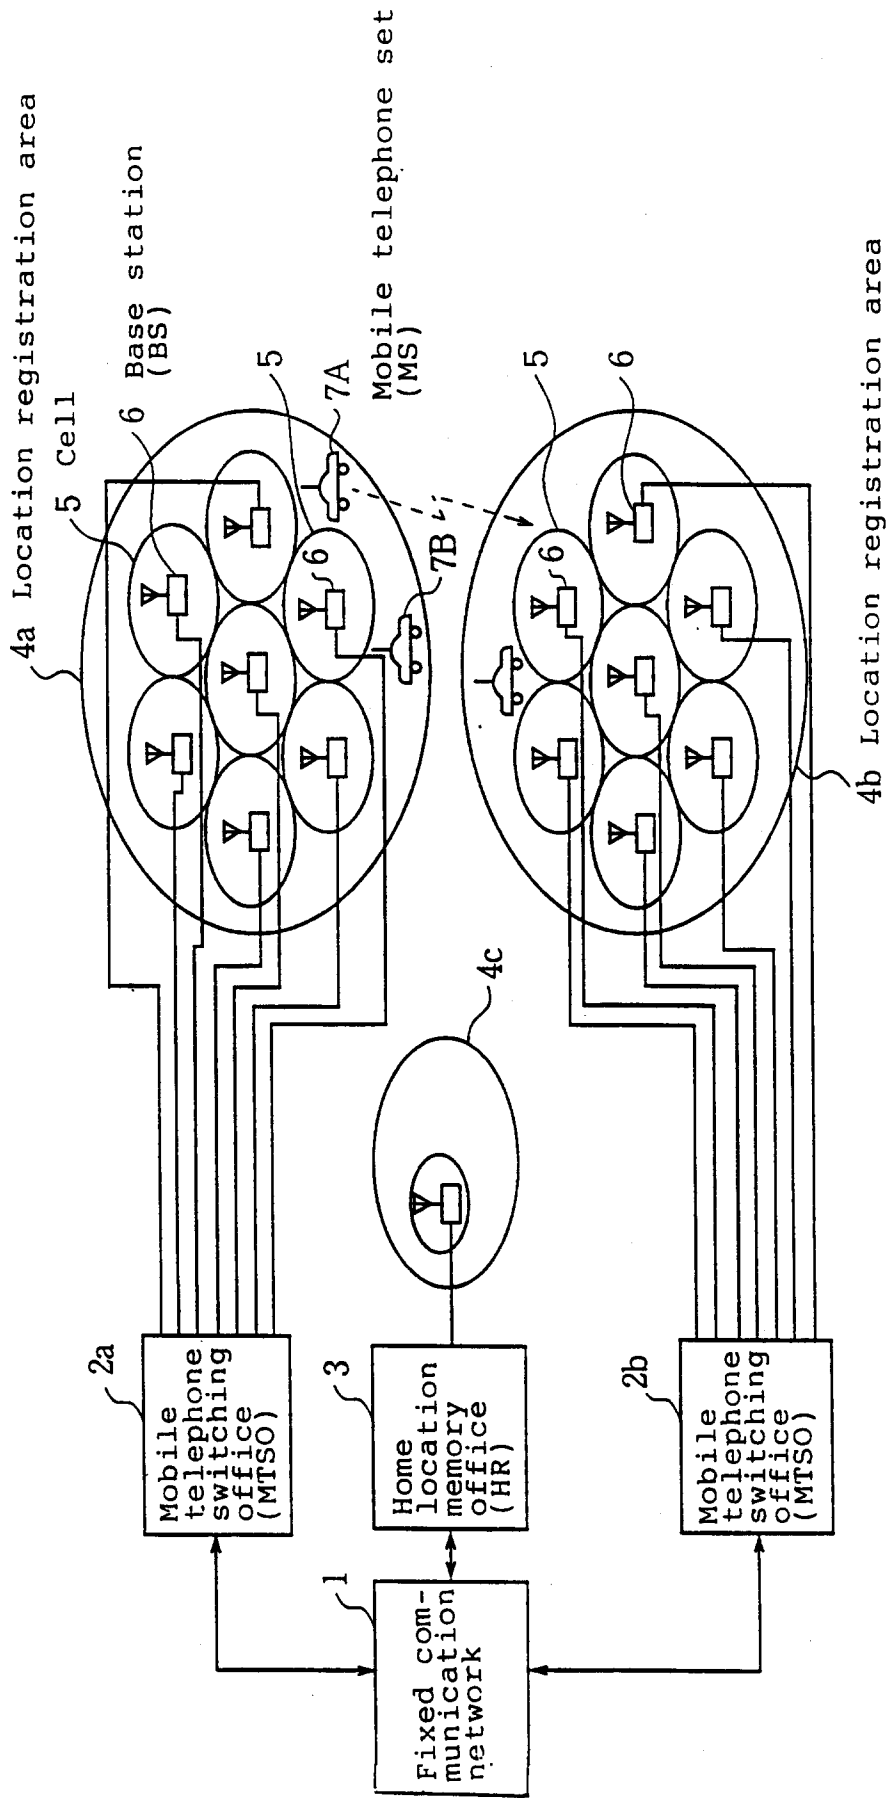 4a Location registration area
5 Cell
6 Base station
(BS)
5
7A
Mobile telephone set
(MS)
6
7B
5
6
6
4b Location registration area
4c
2a
Mobile
telephone
switching
office
(MTSO)
3
Home
location
memory
office
(HR)
2b
Mobile
telephone
switching
office
(MTSO)
1
Fixed com-
munication
network